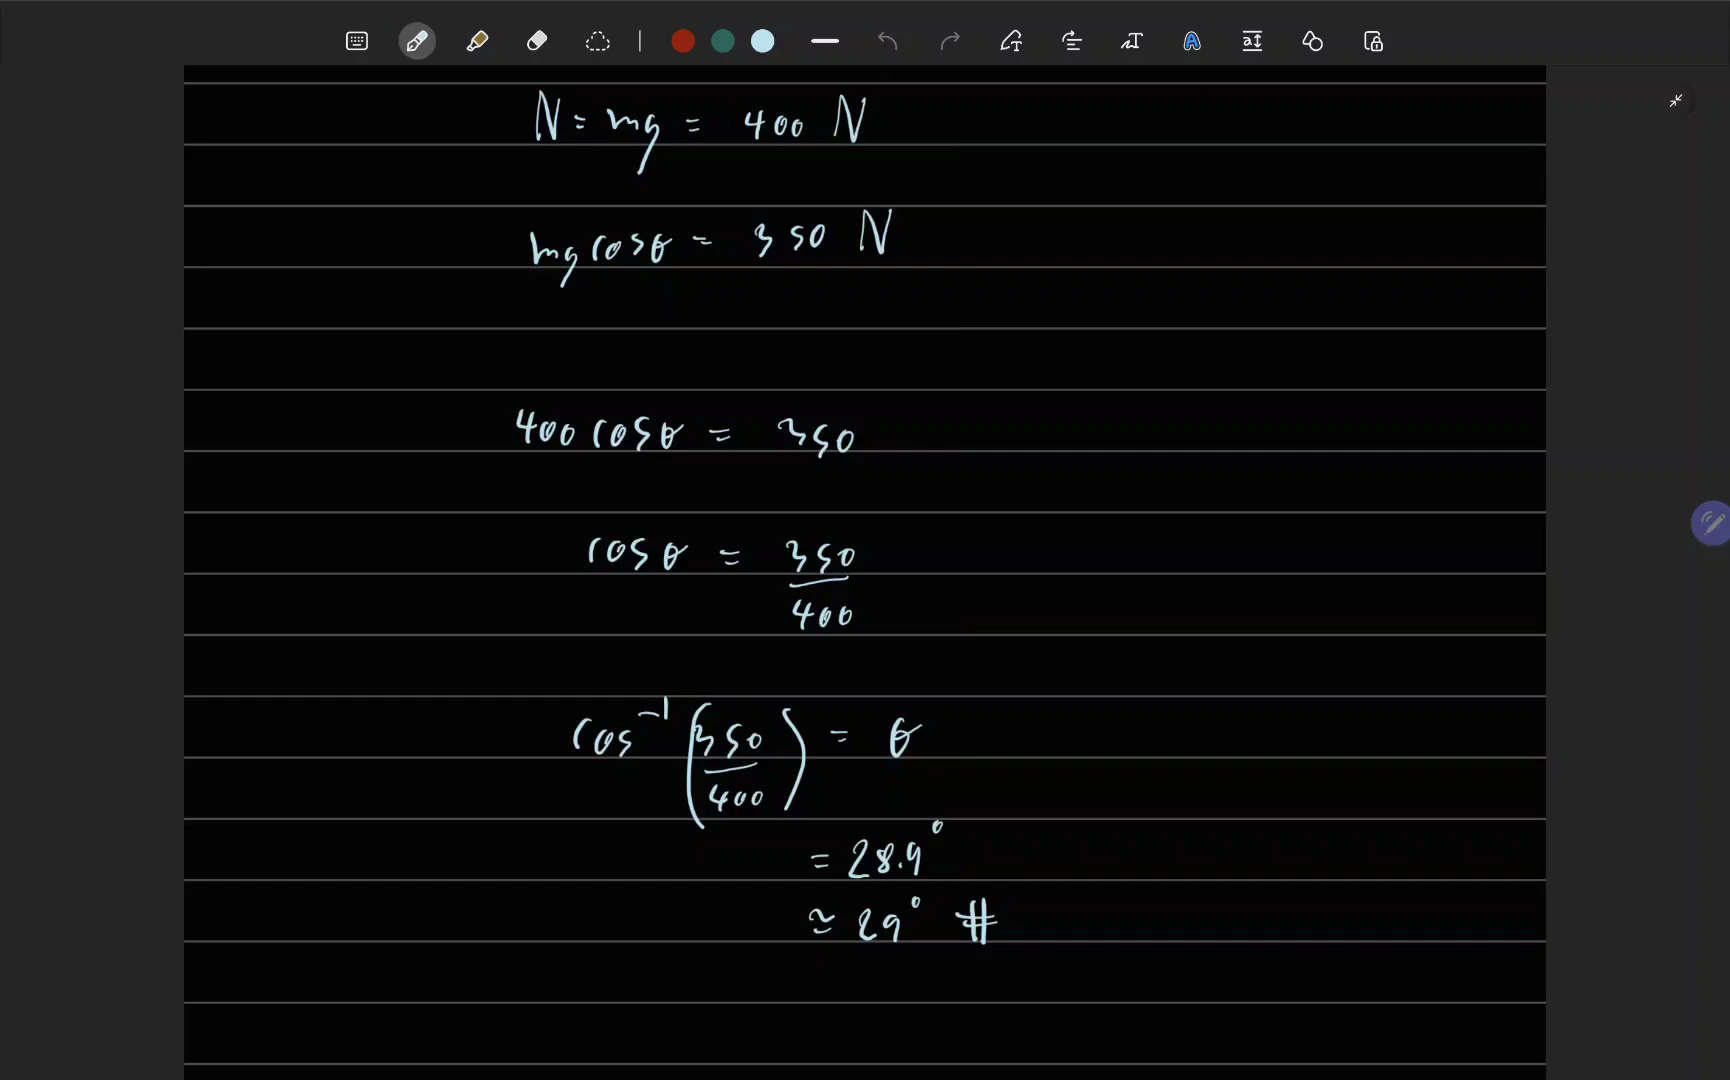 N = mg = 400 N
mg cosθ = 350 N
400 cosθ = 350
cosθ = 350/400
cos⁻¹(350/400) = θ
= 28.9°
≃ 29° #